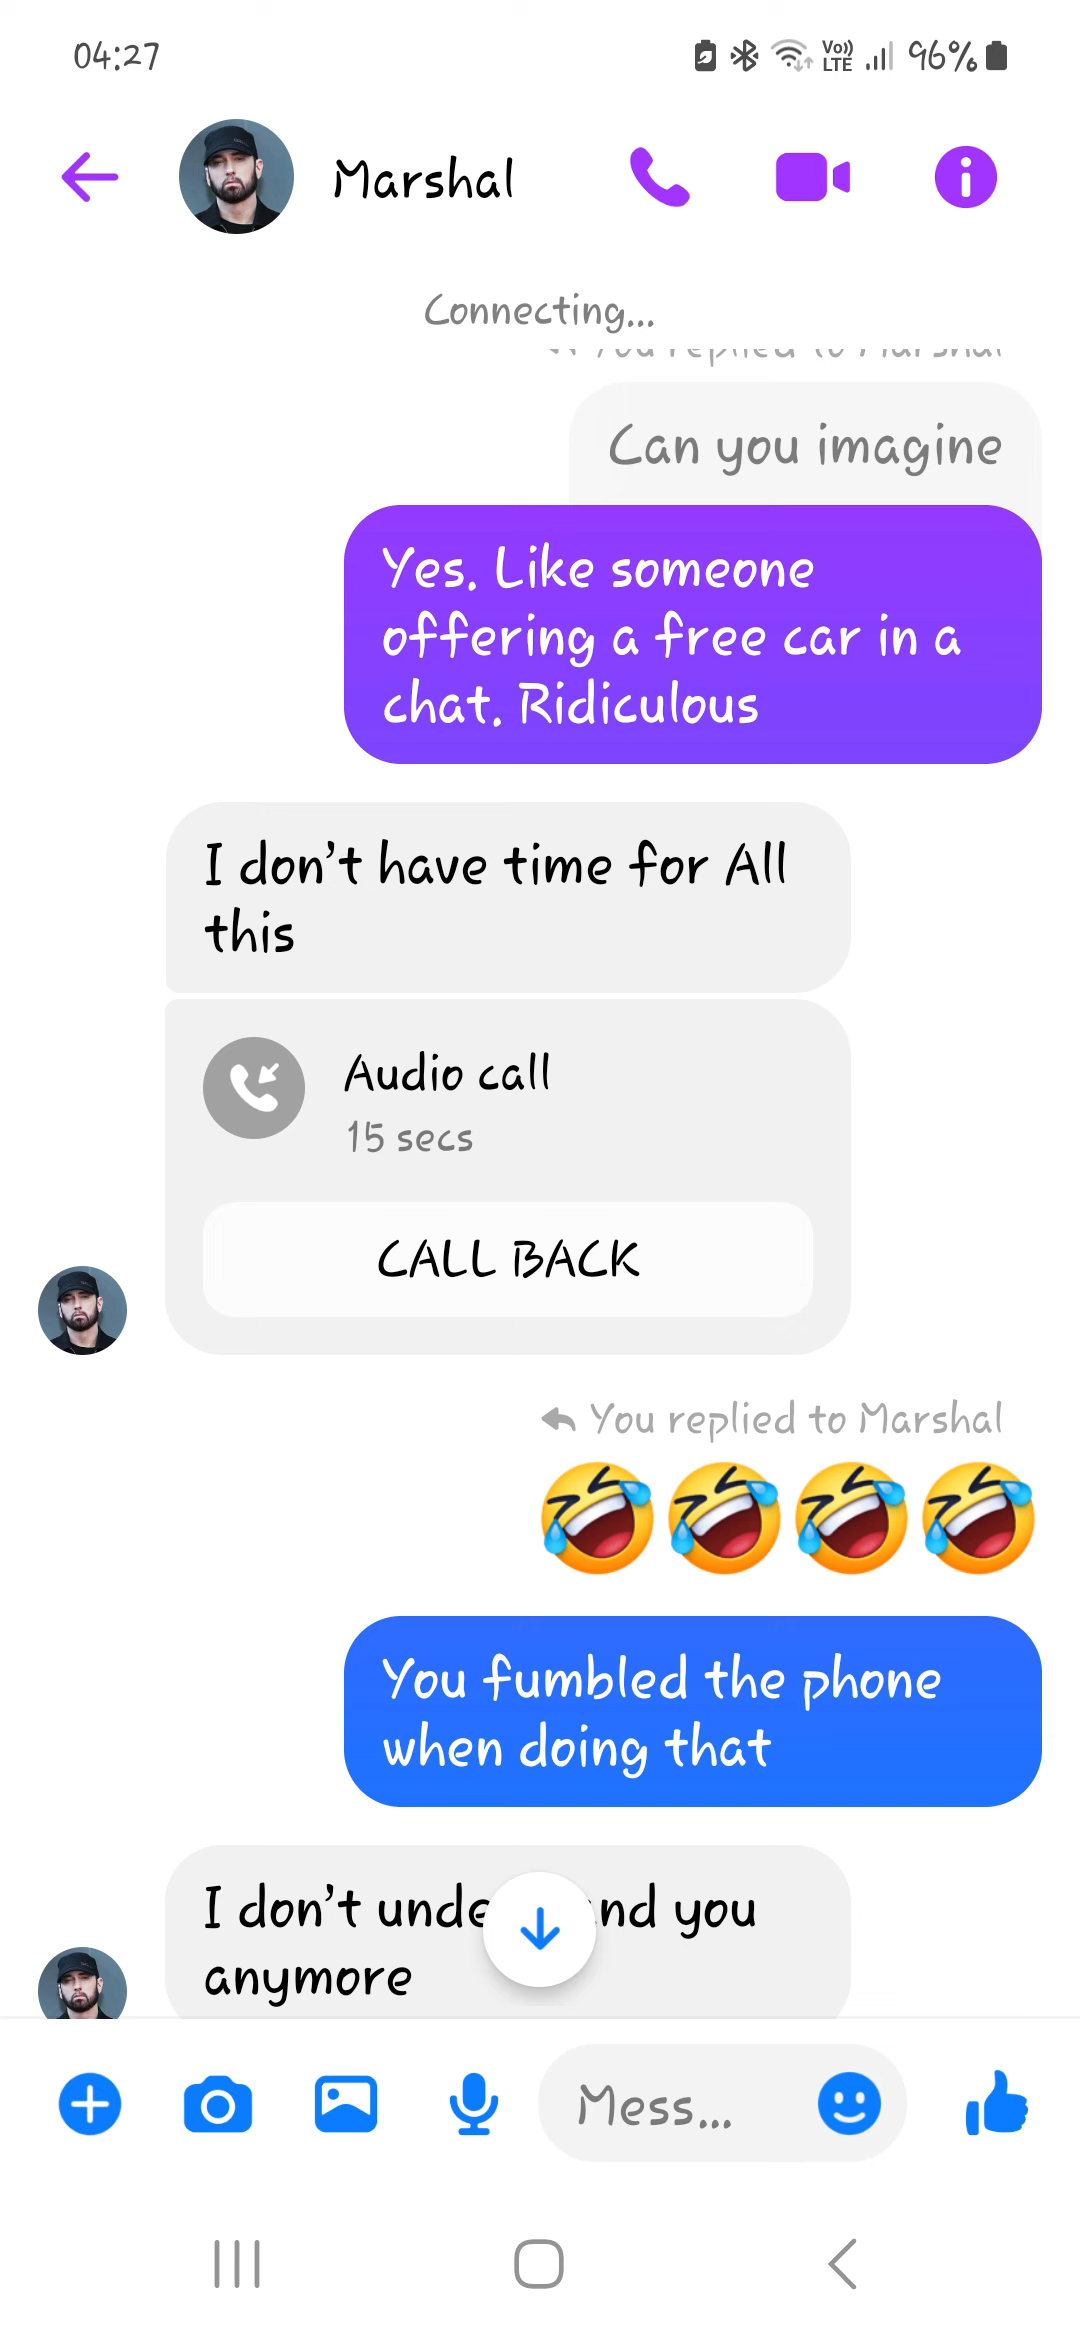 04:27
Vo)) LTE 96%
Marshal
Connecting...
You replied to Marshal
Can you imagine
Yes. Like someone
offering a free car in a
chat. Ridiculous
I don't have time for All
this
Audio call
15 secs
CALL BACK
You replied to Marshal
You fumbled the phone
when doing that
I don't you
anymore
Mess...